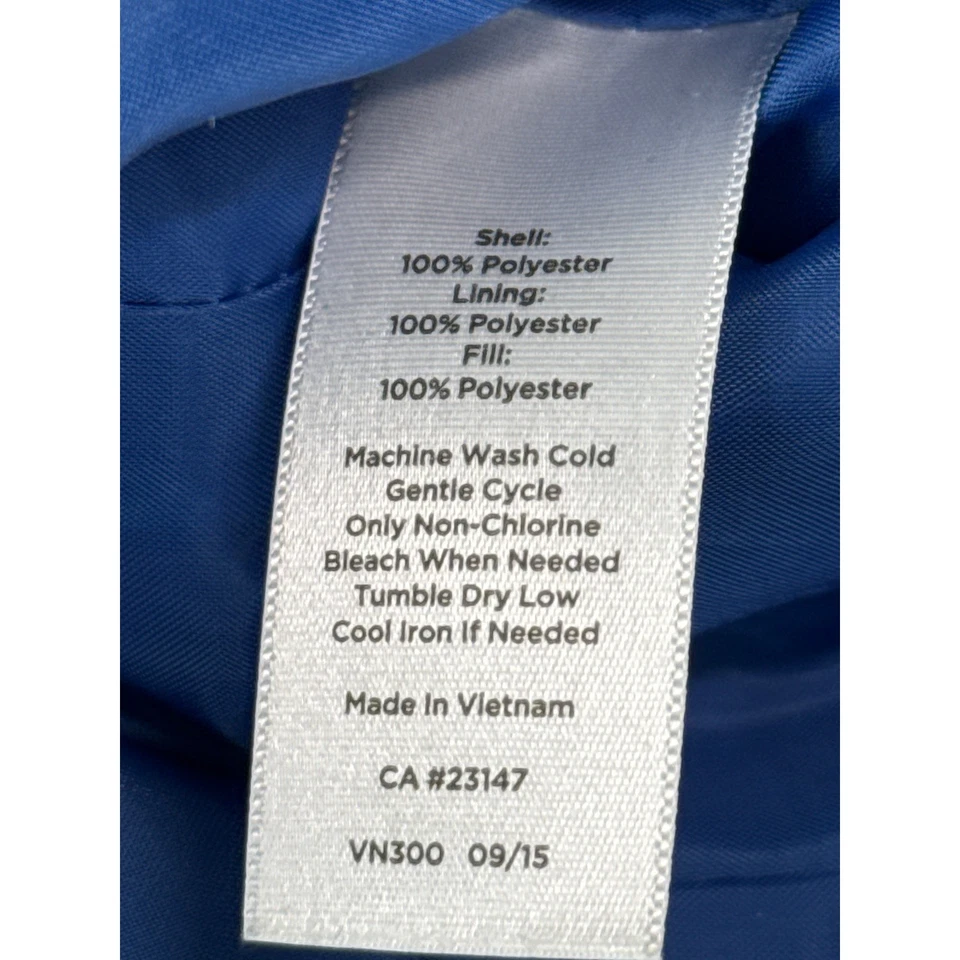 Shell:
100% Polyester
Lining:
100% Polyester
Fill:
100% Polyester
Machine Wash Cold
Gentle Cycle
Only Non-Chlorine
Bleach When Needed
Tumble Dry Low
Cool Iron If Needed
Made In Vietnam
CA #23147
VN300 09/15